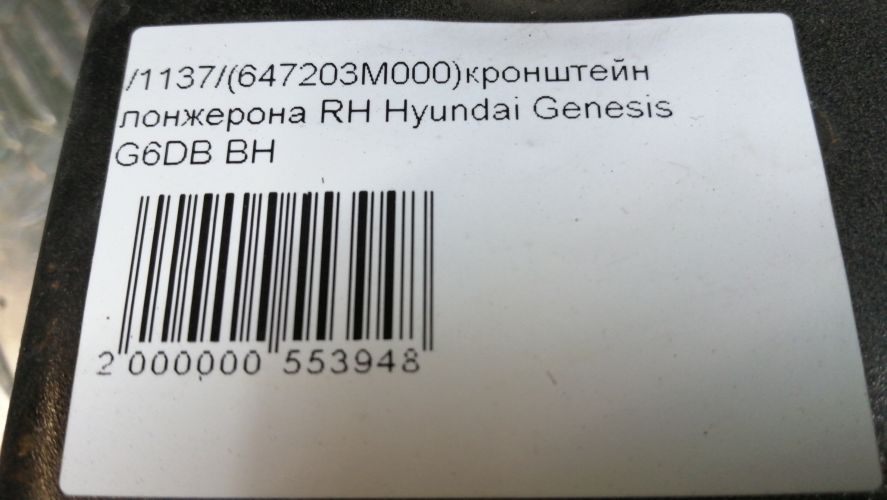 /1137/(647203M000)кронштейн
лонжерона RH Hyundai Genesis
G6DB BH
2 000000 553948